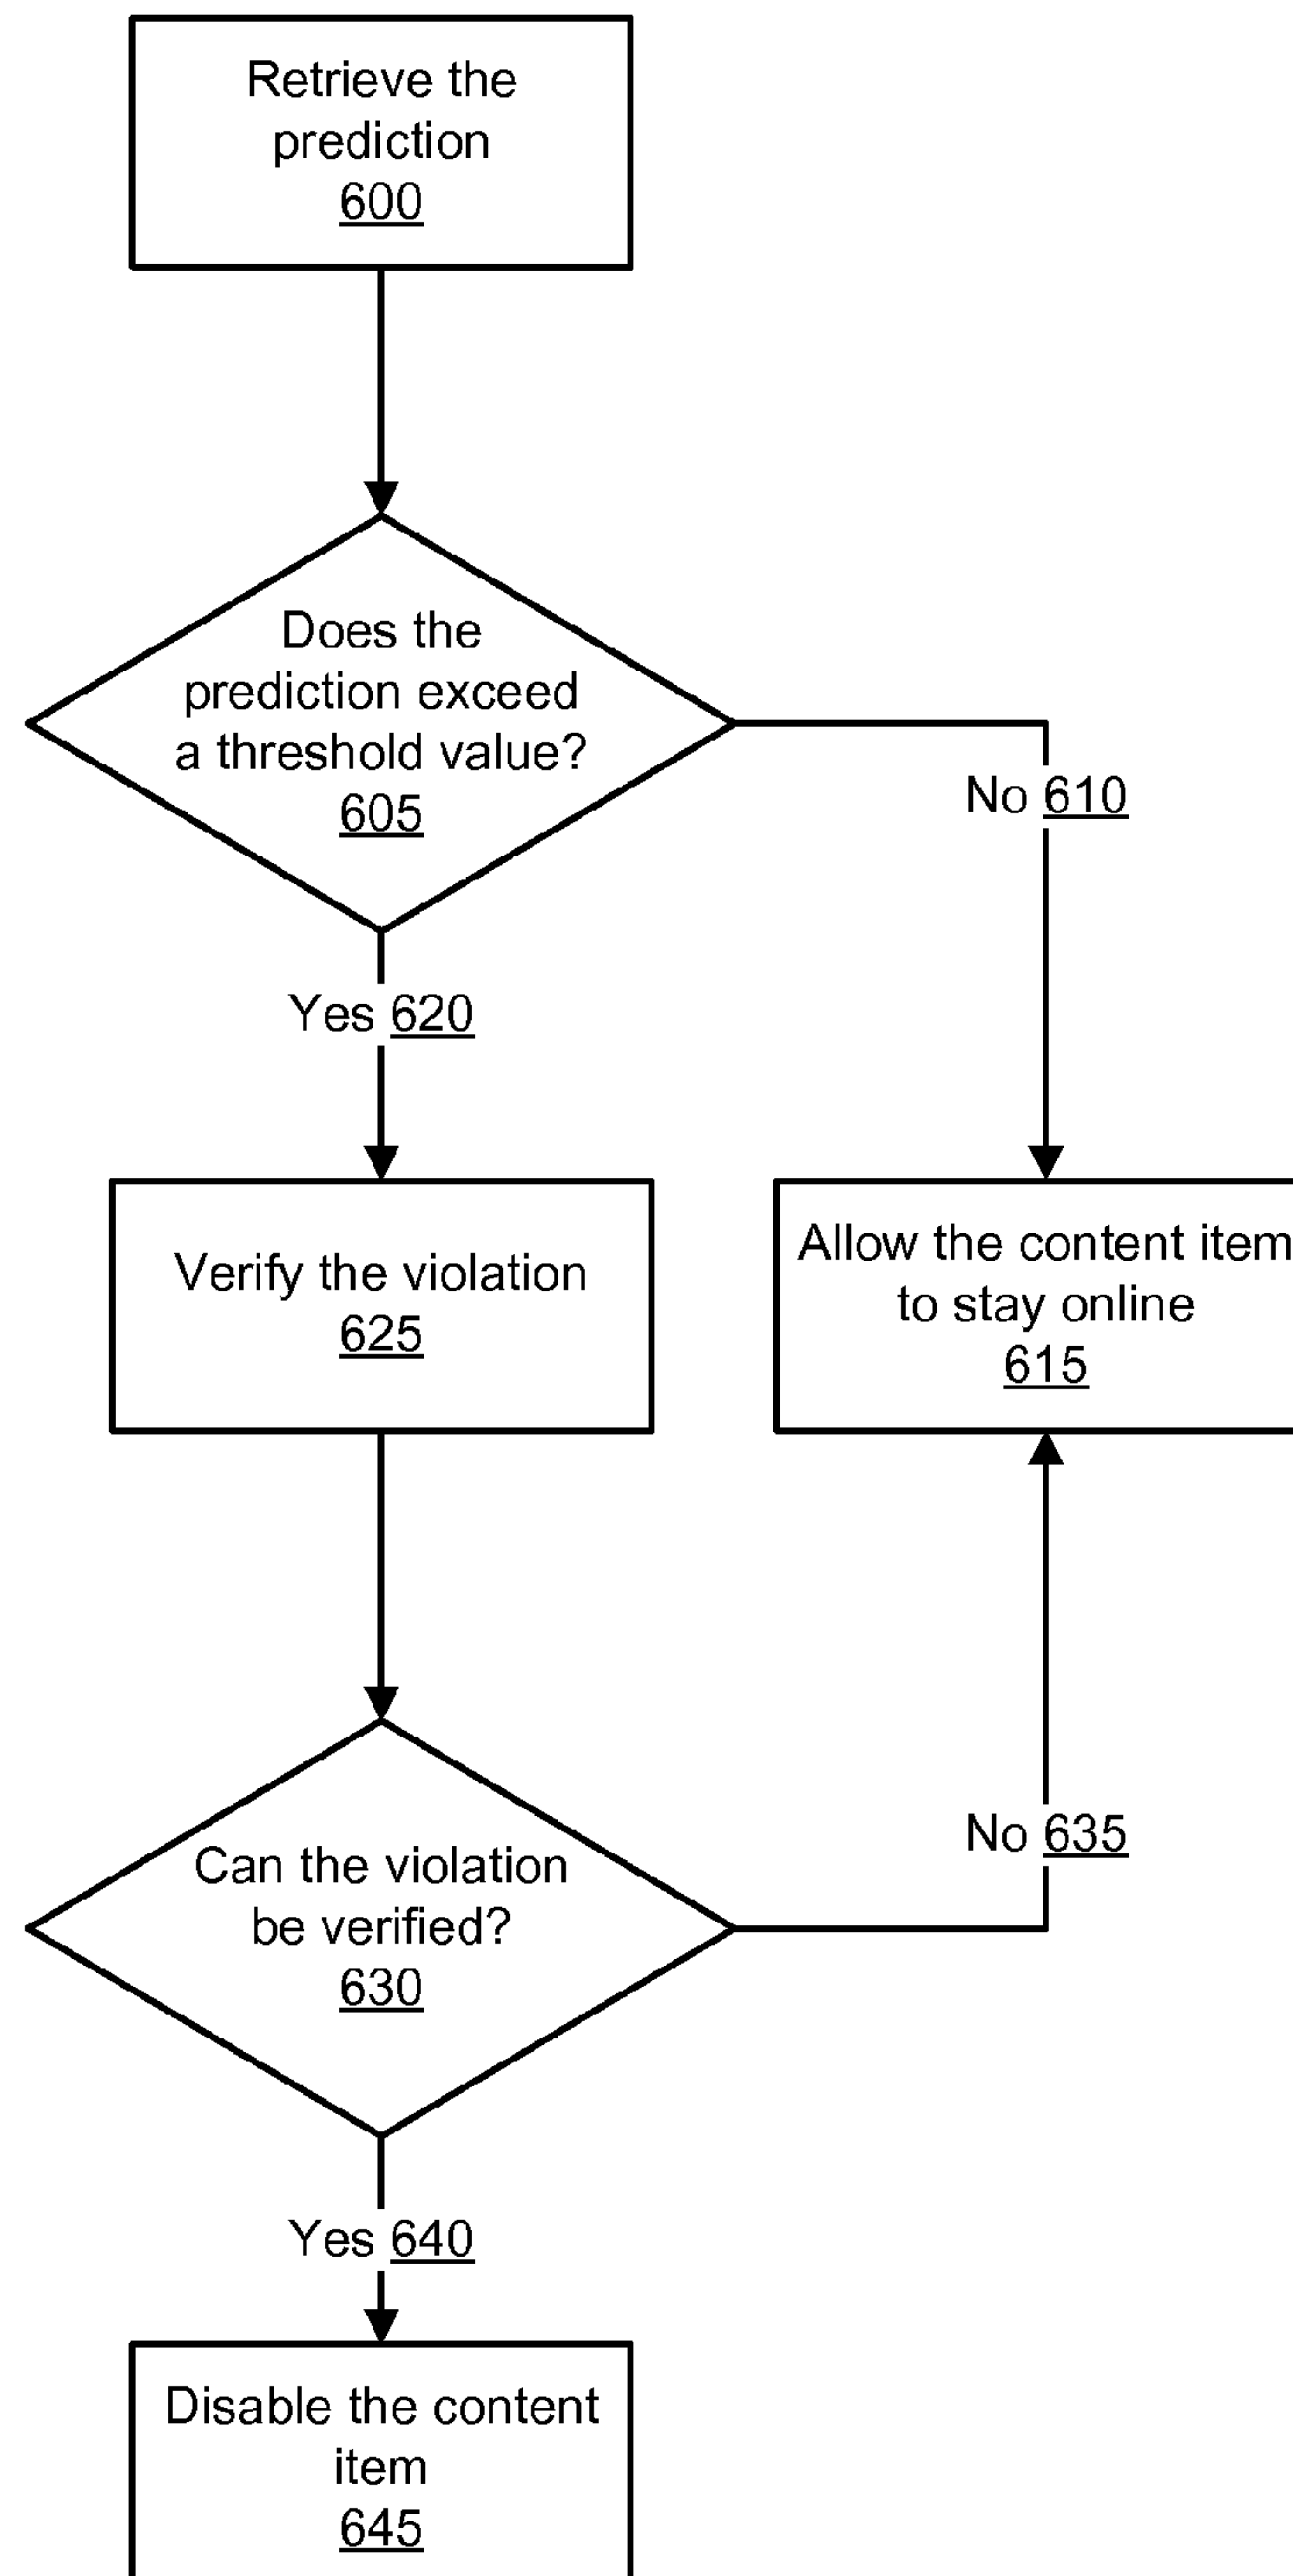 Retrieve the
prediction
600
Does the
prediction exceed
a threshold value?
605
No 610
Yes 620
Verify the violation
625
Allow the content item
to stay online
615
Can the violation
be verified?
630
No 635
Yes 640
Disable the content
item
645